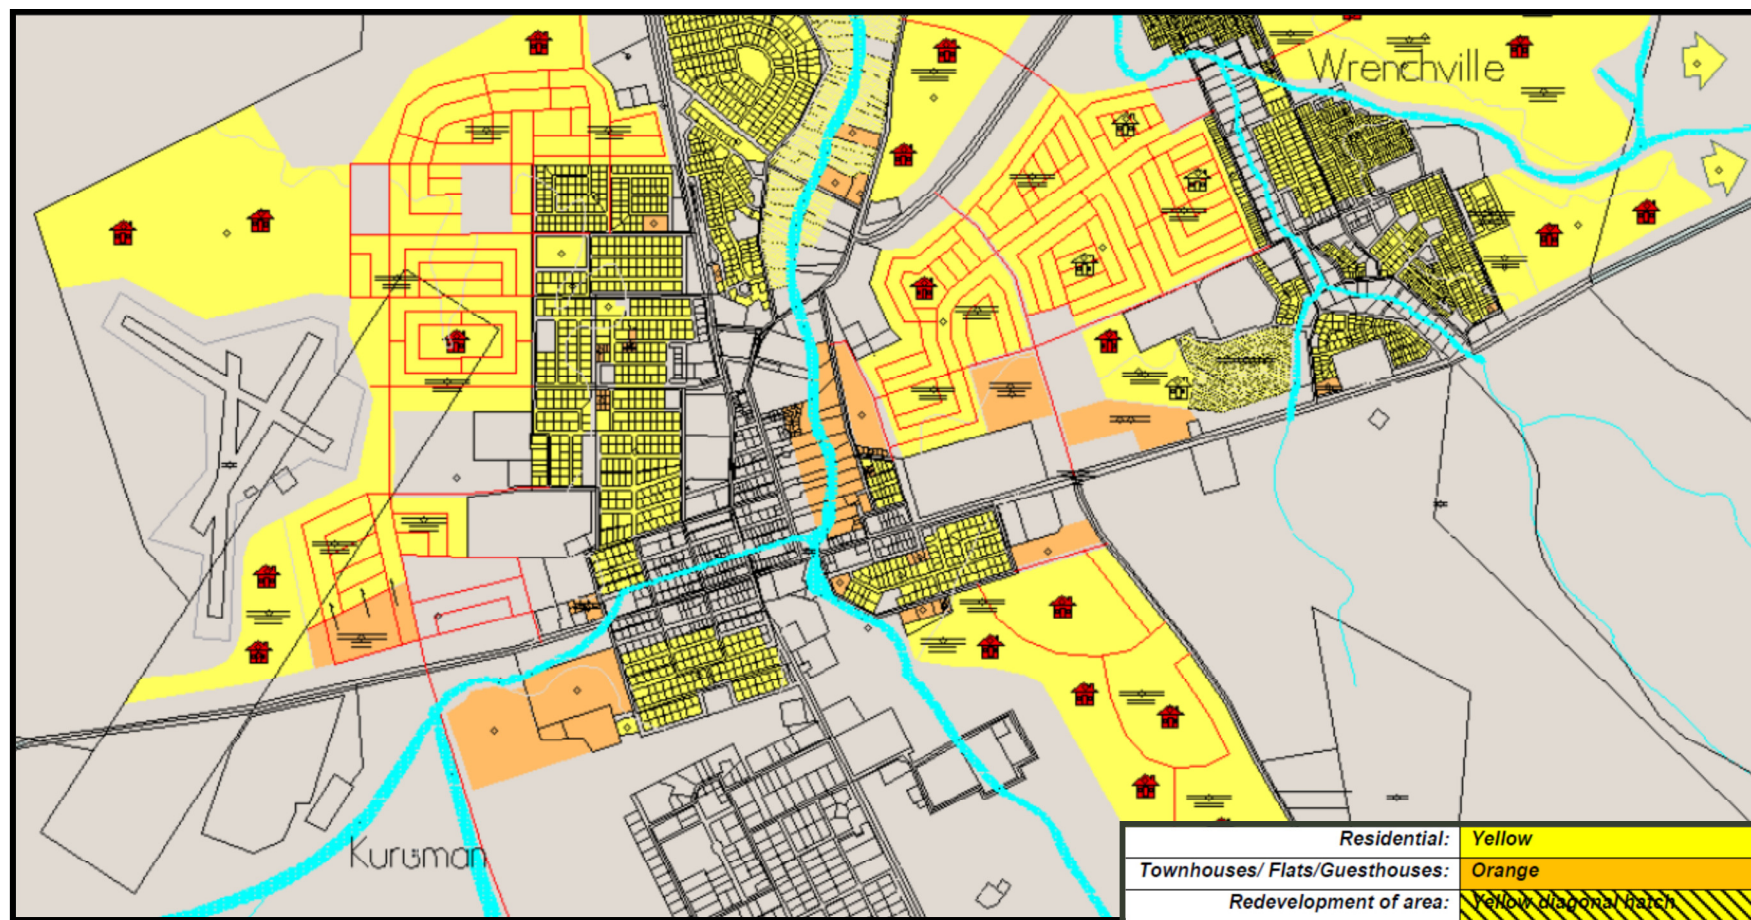 Wrenchville
Kuruman
Residential: Yellow
Townhouses/ Flats/Guesthouses: Orange
Redevelopment of area: Yellow diagonal hatch